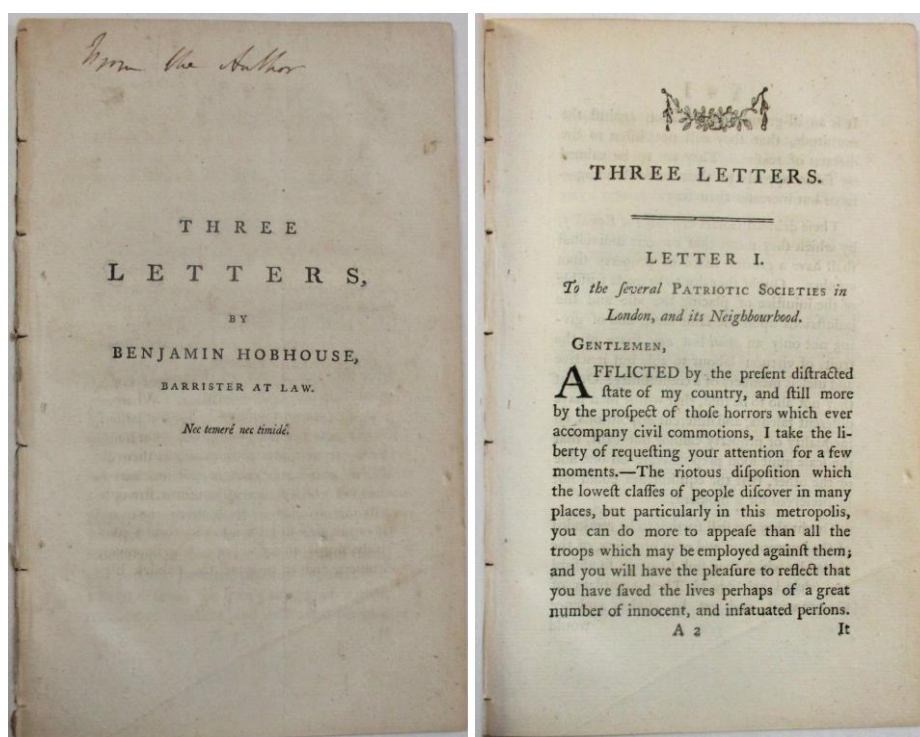 From the Author
THREE
LETTERS,
BY
BENJAMIN HOBHOUSE,
BARRISTER AT LAW.
Nec temerè nec timidè.
THREE LETTERS.
LETTER I.
To the ſeveral PATRIOTIC SOCIETIES in
London, and its Neighbourhood.
GENTLEMEN,
AFFLICTED by the preſent diſtracted
ſtate of my country, and ſtill more
by the proſpect of thoſe horrors which ever
accompany civil commotions, I take the li-
berty of requeſting your attention for a few
moments.—The riotous diſpoſition which
the loweſt claſſes of people diſcover in many
places, but particularly in this metropolis,
you can do more to appeaſe than all the
troops which may be employed againſt them;
and you will have the pleaſure to reflect that
you have ſaved the lives perhaps of a great
number of innocent, and infatuated perſons.
A 2 It